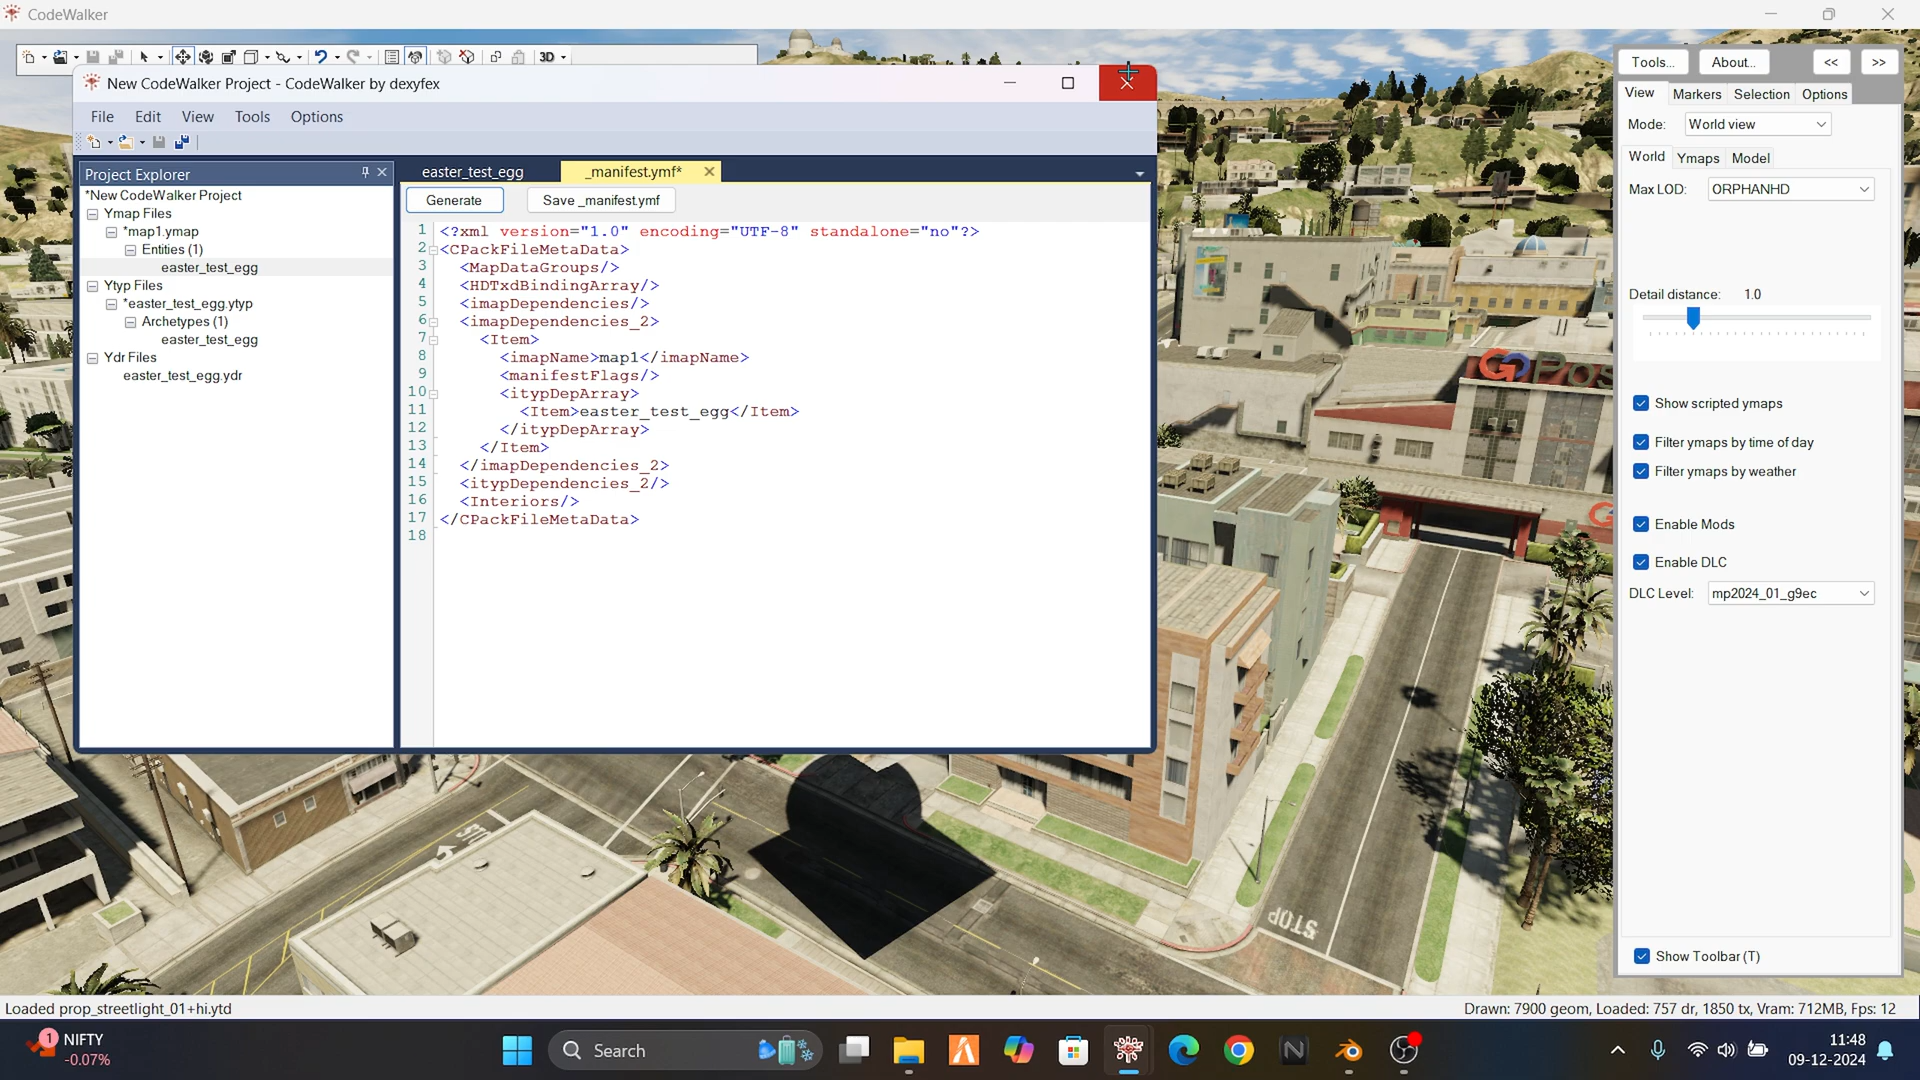 CodeWalker
3D
New CodeWalker Project - CodeWalker by dexyfex
File Edit View Tools Options
Project Explorer
*New CodeWalker Project
Ymap Files
*map1.ymap
Entities (1)
easter_test_egg
Ytyp Files
*easter_test_egg.ytyp
Archetypes (1)
easter_test_egg
Ydr Files
easter_test_egg.ydr
easter_test_egg _manifest.ymf*
Generate Save _manifest.ymf
1 <?xml version="1.0" encoding="UTF-8" standalone="no"?>
2 <CPackFileMetaData>
3 <MapDataGroups/>
4 <HDTxdBindingArray/>
5 <imapDependencies/>
6 <imapDependencies_2>
7 <Item>
8 <imapName>map1</imapName>
9 <manifestFlags/>
10 <itypDepArray>
11 <Item>easter_test_egg</Item>
12 </itypDepArray>
13 </Item>
14 </imapDependencies_2>
15 <itypDependencies_2/>
16 <Interiors/>
17 </CPackFileMetaData>
18
Tools... About... << >>
View Markers Selection Options
Mode: World view
World Ymaps Model
Max LOD: ORPHANHD
Detail distance: 1.0
Show scripted ymaps
Filter ymaps by time of day
Filter ymaps by weather
Enable Mods
Enable DLC
DLC Level: mp2024_01_g9ec
Show Toolbar (T)
GoPos
STOP
Loaded prop_streetlight_01+hi.ytd
Drawn: 7900 geom, Loaded: 757 dr, 1850 tx, Vram: 712MB, Fps: 12
1
NIFTY
-0.07%
Search
11:48
09-12-2024